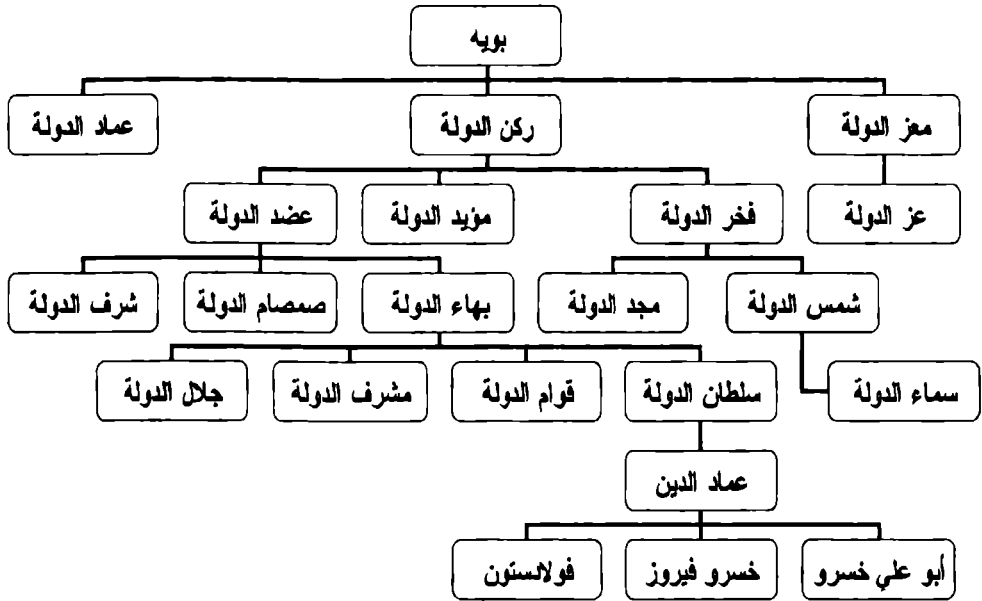 بويه
معز الدولة
ركن الدولة
عماد الدولة
عز الدولة
فخر الدولة
مؤيد الدولة
عضد الدولة
شمس الدولة
مجد الدولة
بهاء الدولة
صمصام الدولة
شرف الدولة
سماء الدولة
سلطان الدولة
قوام الدولة
مشرف الدولة
جلال الدولة
عماد الدين
أبو علي خسرو
خسرو فيروز
فولاستون